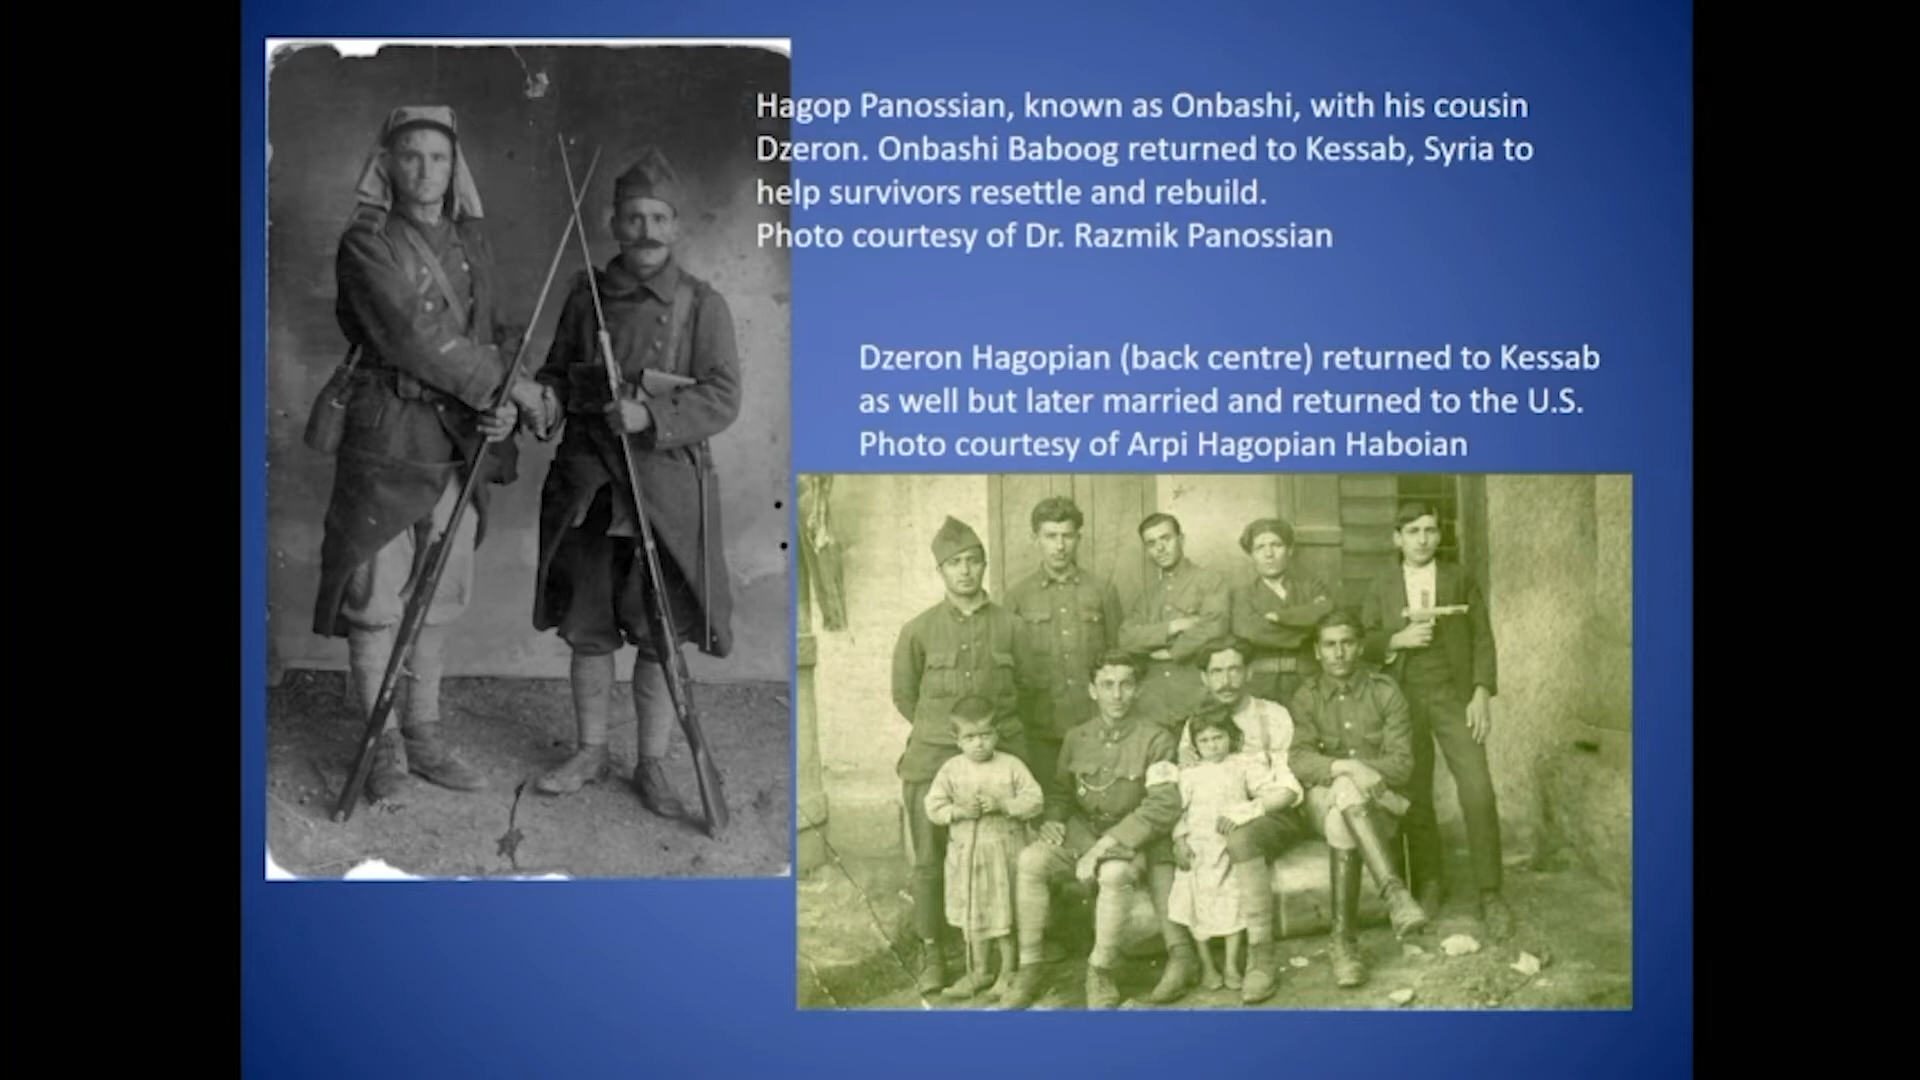 Hagop Panossian, known as Onbashi, with his cousin
Dzeron. Onbashi Baboog returned to Kessab, Syria to
help survivors resettle and rebuild.
Photo courtesy of Dr. Razmik Panossian
Dzeron Hagopian (back centre) returned to Kessab
as well but later married and returned to the U.S.
Photo courtesy of Arpi Hagopian Haboian